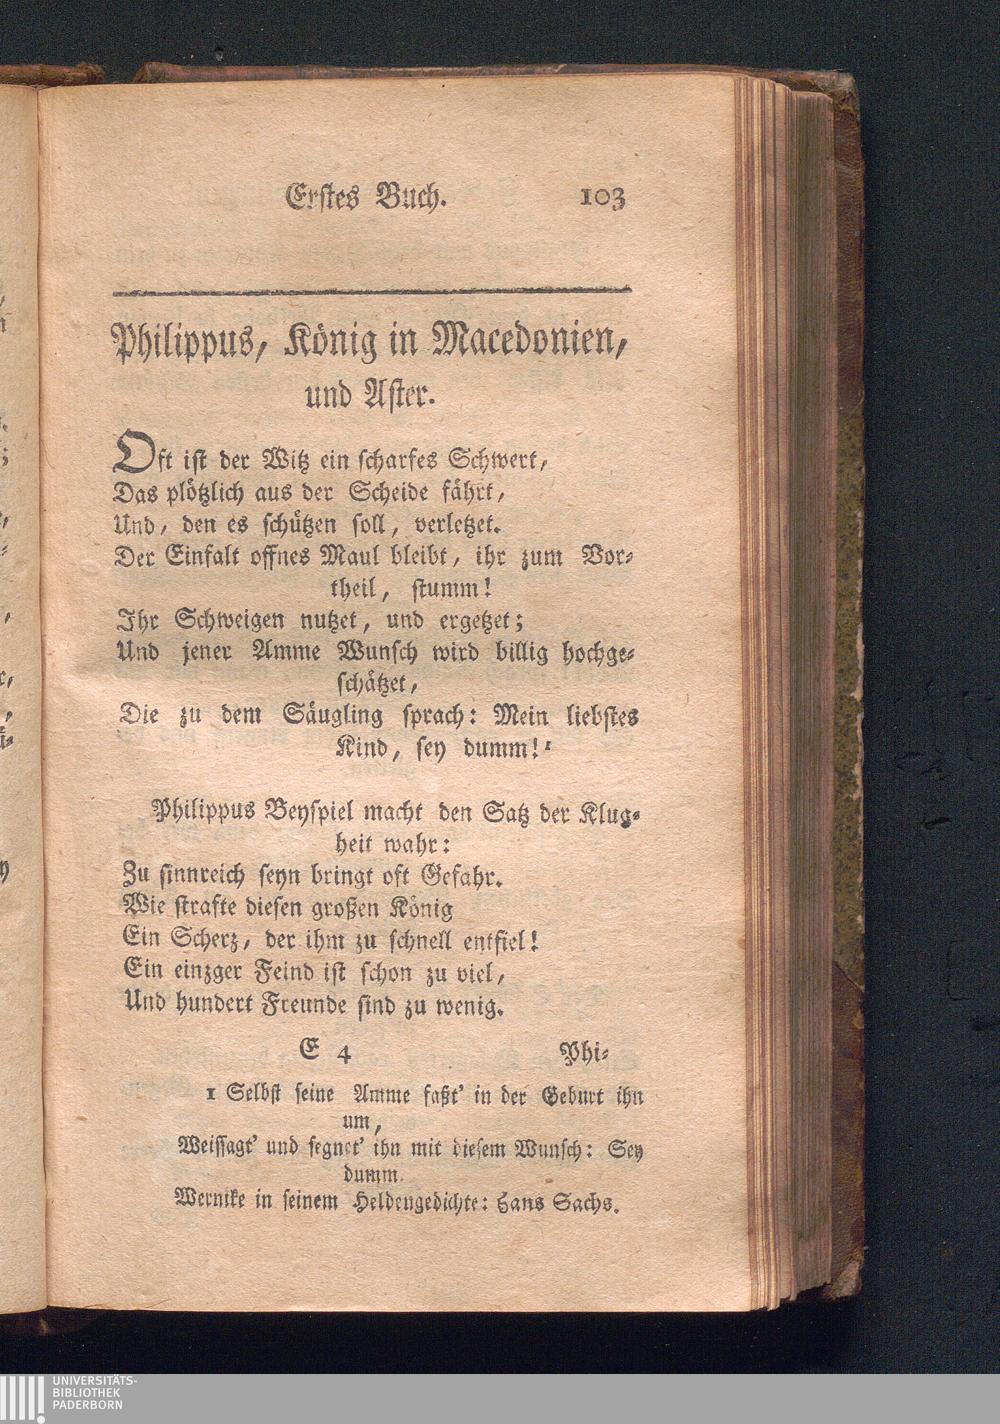 Erstes Buch. 103
Philippus, König in Macedonien,
und Aster.
Oft ist der Witz ein scharfes Schwert,
Das plötzlich aus der Scheide fährt,
Und, den es schützen soll, verletzet.
Der Einfalt offnes Maul bleibt, ihr zum Vor-
theil, stumm!
Ihr Schweigen nutzet, und ergetzet;
Und jener Amme Wunsch wird billig hochge-
schätzet,
Die zu dem Säugling sprach: Mein liebstes
Kind, sey dumm! 1
Philippus Beyspiel macht den Satz der Klug-
heit wahr:
Zu sinnreich seyn bringt oft Gefahr.
Wie strafte diesen großen König
Ein Scherz, der ihm zu schnell entfiel!
Ein einzger Feind ist schon zu viel,
Und hundert Freunde sind zu wenig.
E 4 Phi-
1 Selbst seine Amme faßt' in der Geburt ihn
um,
Weissagt' und segnet' ihn mit diesem Wunsch: Sey
dumm.
Wernike in seinem Heldengedichte: Hans Sachs.
UNIVERSITÄTS-
BIBLIOTHEK
PADERBORN